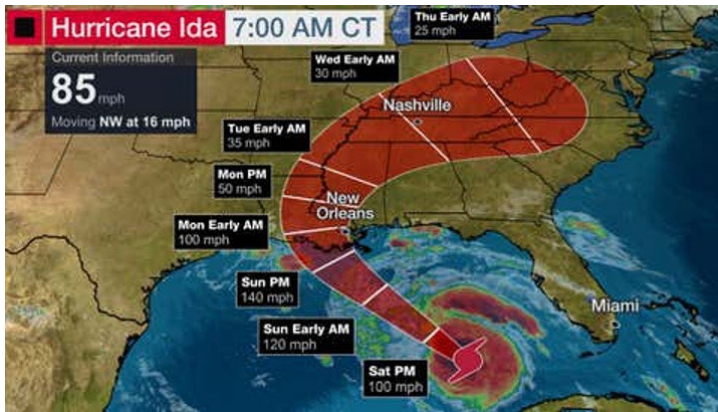 Hurricane Ida 7:00 AM CT
Current Information
85 mph
Moving NW at 16 mph
Thu Early AM
25 mph
Wed Early AM
30 mph
Nashville
Tue Early AM
35 mph
Mon PM
50 mph
New
Orleans
Mon Early AM
100 mph
Sun PM
140 mph
Miami
Sun Early AM
120 mph
Sat PM
100 mph